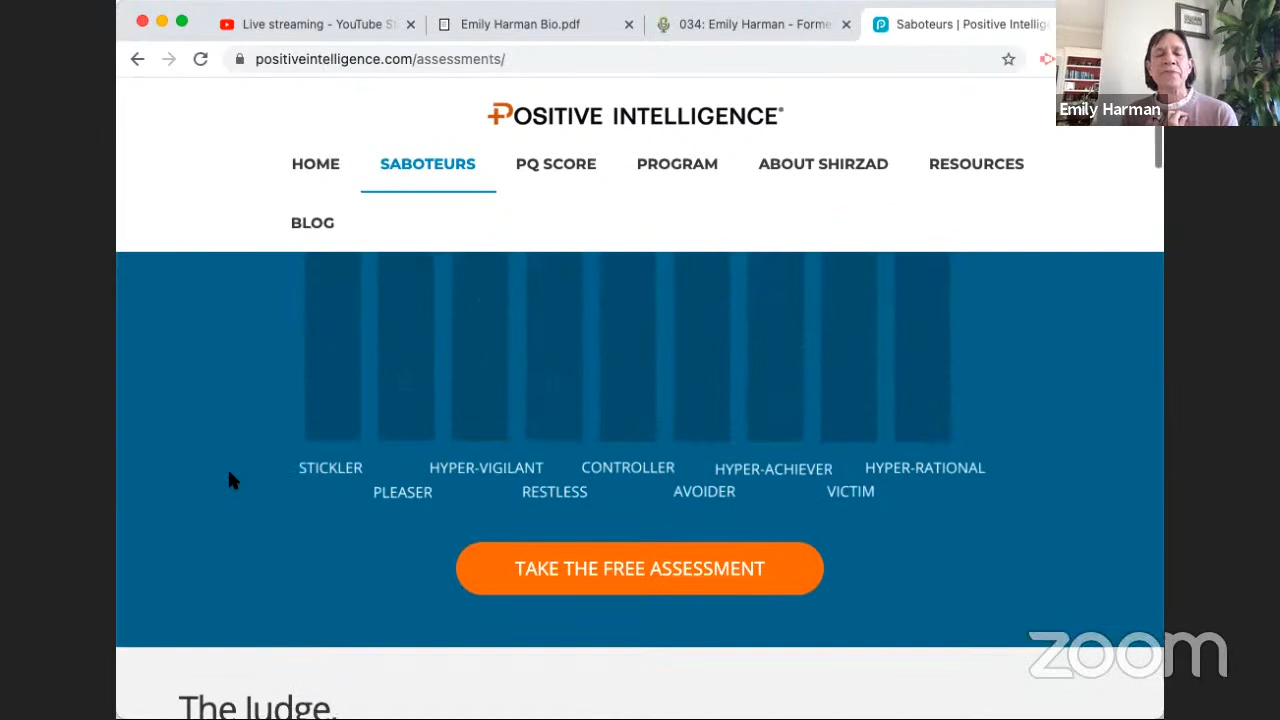 Live streaming - YouTube S
Emily Harman Bio.pdf
034: Emily Harman - Forme
Saboteurs | Positive Intellig
positiveintelligence.com/assessments/
Emily Harman
POSITIVE INTELLIGENCE®
HOME SABOTEURS PQ SCORE PROGRAM ABOUT SHIRZAD RESOURCES
BLOG
STICKLER HYPER-VIGILANT CONTROLLER HYPER-ACHIEVER HYPER-RATIONAL
PLEASER RESTLESS AVOIDER VICTIM
TAKE THE FREE ASSESSMENT
zoom
The Judge.